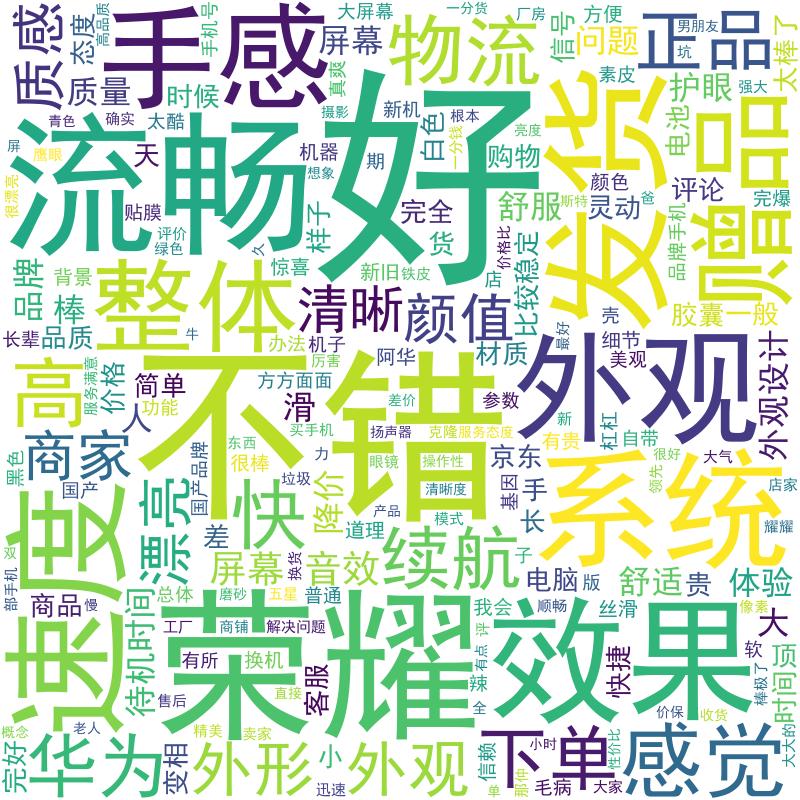 质感
手感
态度
高品质
手机号
大屏幕
屏幕
真爽
物流
一分货
厂房
信号
方便
问题
正品
男朋友
坑
太棒了
质量
时候
素皮
护眼
强大
青色
确实
太酷
摄影
新机
根本
一分钱
亮度
电池
发货
赠品
流畅
好
屏
鹰眼
天
机器
想象
期
白色
购物
颜色
斯特
爸
评论
完爆
很漂亮
贴膜
评价
绿色
久
样子
完全
货
舒服
价格比
灵动
品牌手机
品牌
背景
棒
整体
惊喜
新旧
铁皮
店
比较稳定
胶囊
一般
清晰
颜值
长辈
品质
牛
办法
机子
厉害
阿华
材质
最好
壳
细节
美观
外观
外观设计
高
服务满意
价格
简单
功能
人
不错
方方面面
滑
差价
参数
新
杠杠
自带
大气
商家
黑色
国产
国产品牌
很棒
东西
买手机
垃圾
力
降价
扬声器
眼镜
克隆
服务态度
操作性
清晰度
有贵
京东
基因
手
长
很好
领先
店家
系统
耀耀
速度
漂亮
快
差
道理
模式
产品
续航
双
部手机
慢
商品
屏幕
换货
音效
子
电脑
版
舒适
贵
体验
像素
待机时间
总体
磨砂
五星
普通
我会
顺畅
丝滑
大
工厂
商铺
解决问题
评
荣耀
效果
有所
换机
客服
辣
有点
快捷
软
棒极了
顶
时间
售后
直接
全
概念
老人
精美
卖家
价保
收货
完好
华为
变相
外形
小
外观
迅速
信赖
下单
单
那仲
小时
毛病
性价比
大家
感觉
大大的